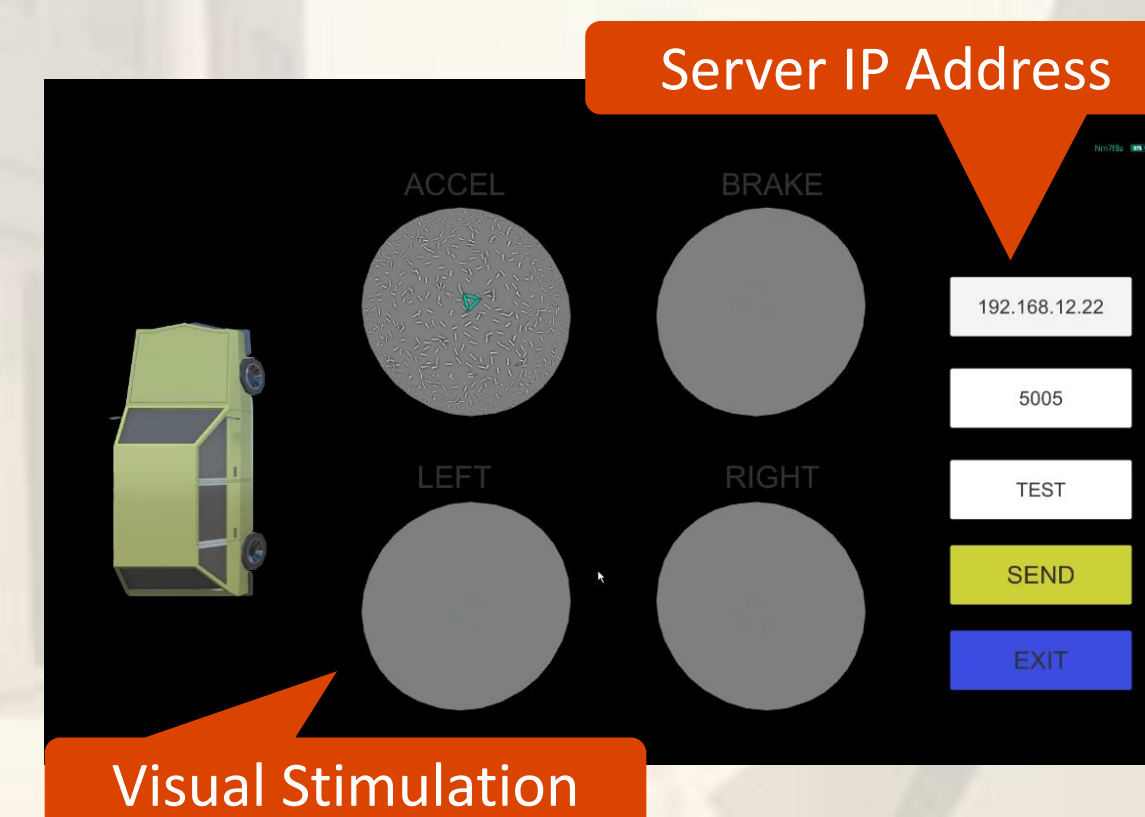 Server IP Address
ACCEL
BRAKE
192.168.12.22
5005
LEFT
RIGHT
TEST
SEND
EXIT
Visual Stimulation